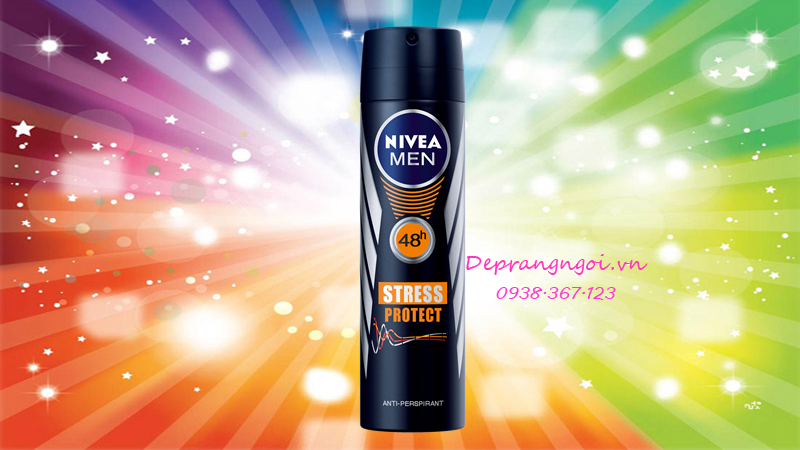 NIVEA
MEN
48h
STRESS
PROTECT
ANTI-PERSPIRANT
Deprangngoi.vn
0938·367·123